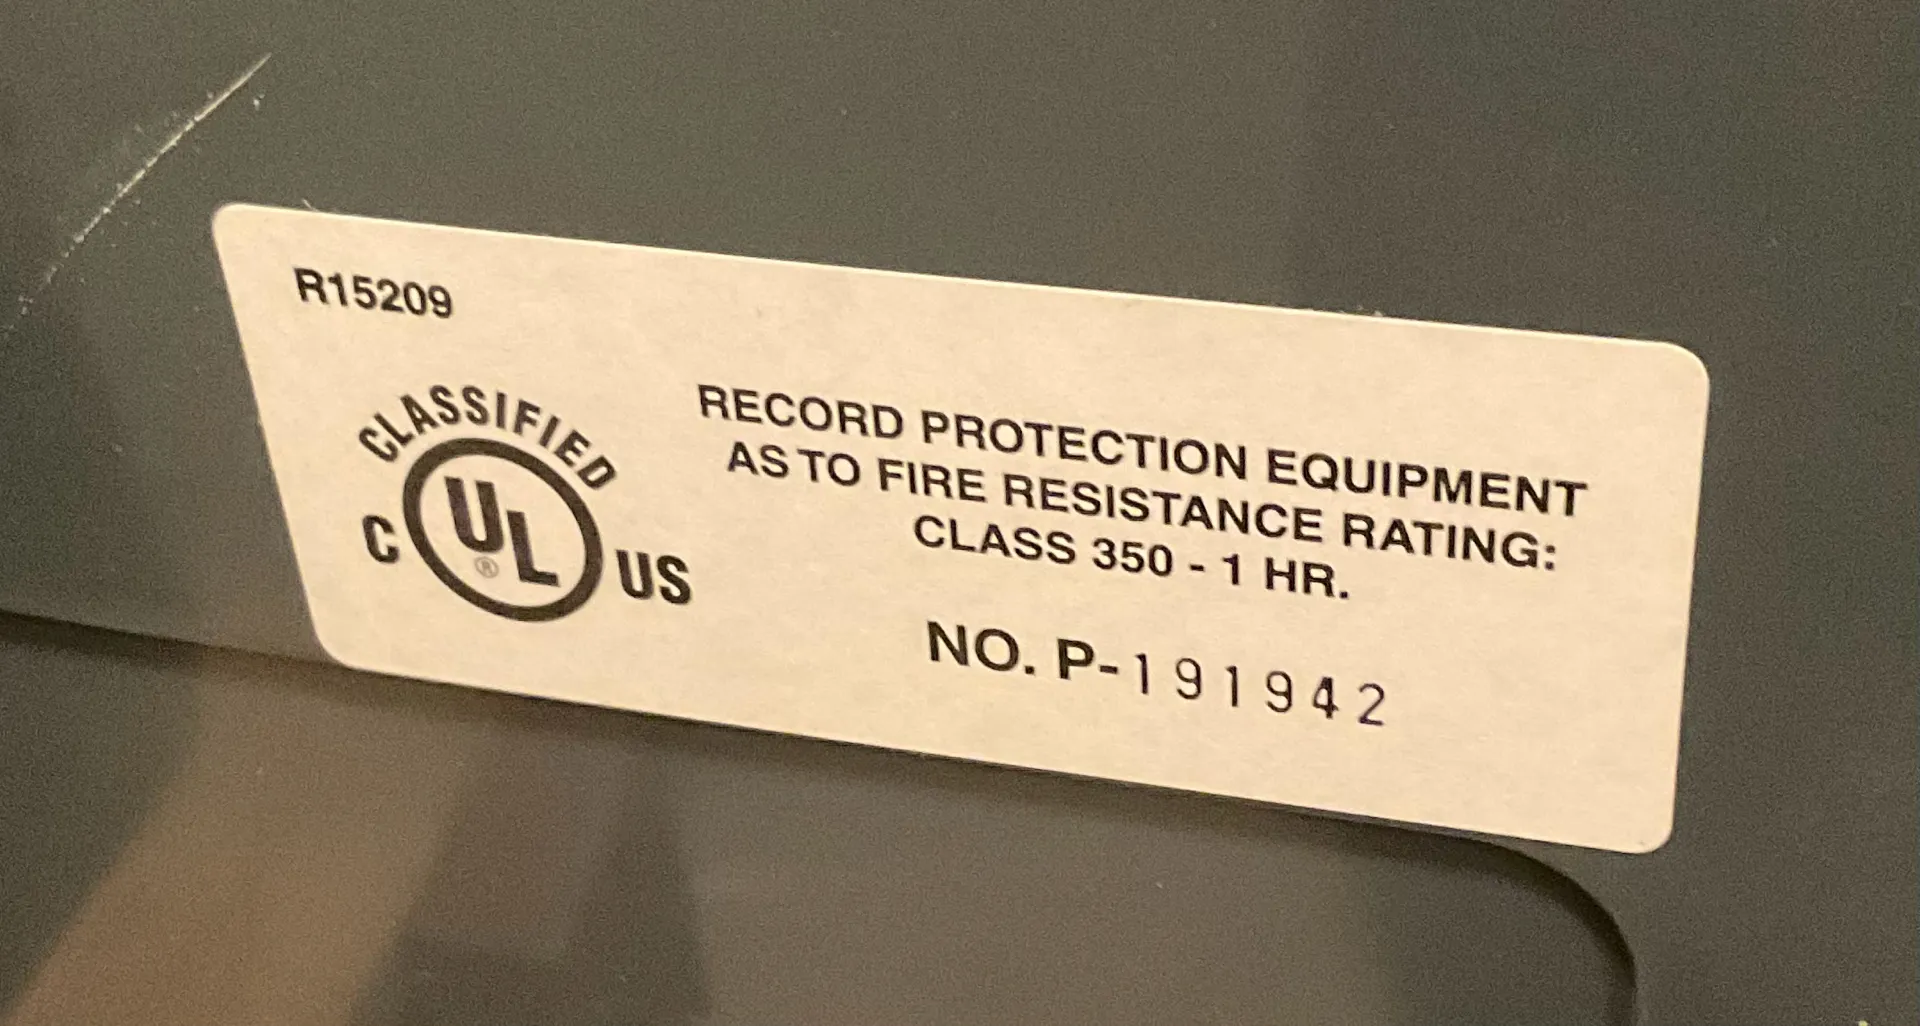 R15209
CLASSIFIED
C UL US
®
RECORD PROTECTION EQUIPMENT
AS TO FIRE RESISTANCE RATING:
CLASS 350 - 1 HR.
NO. P-191942